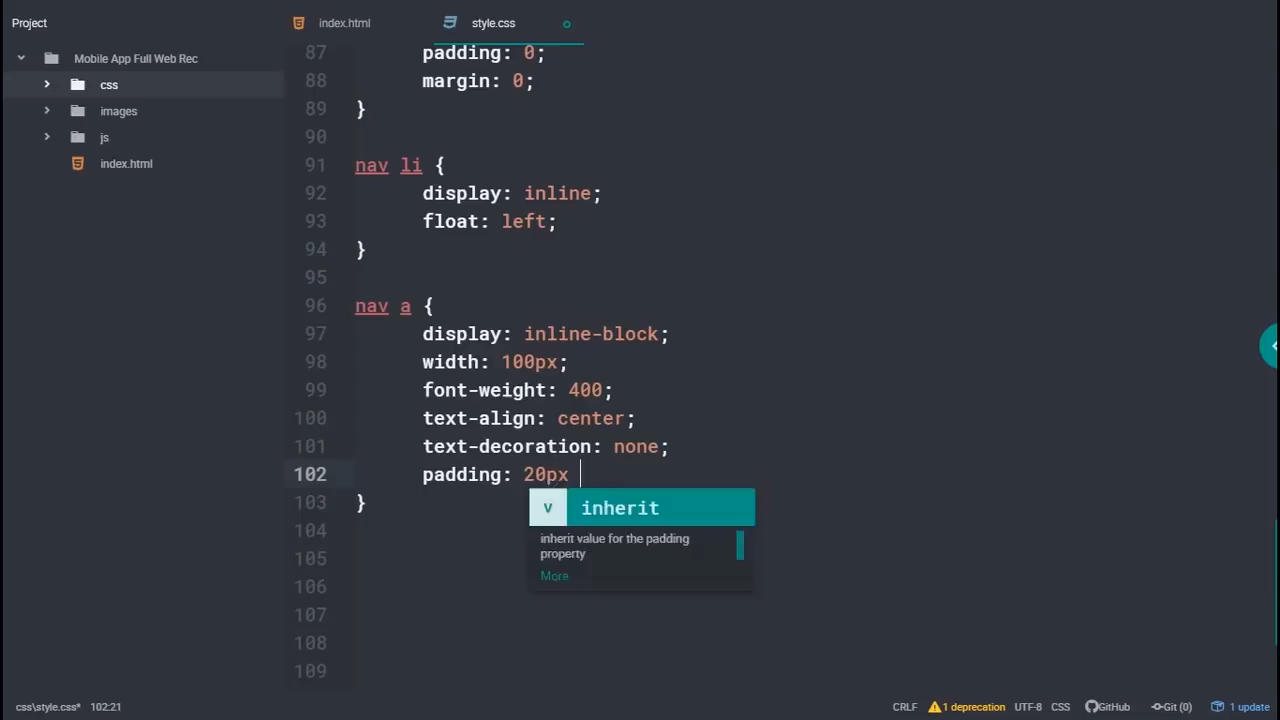 Project
index.html
style.css
Mobile App Full Web Rec
css
images
js
index.html
87 padding: 0;
88 margin: 0;
89 }
90
91 nav li {
92 display: inline;
93 float: left;
94 }
95
96 nav a {
97 display: inline-block;
98 width: 100px;
99 font-weight: 400;
100 text-align: center;
101 text-decoration: none;
102 padding: 20px
103 }
104
105
106
107
108
109
v inherit
inherit value for the padding
property
More
css\style.css* 102:21 CRLF 1 deprecation UTF-8 CSS GitHub Git (0) 1 update